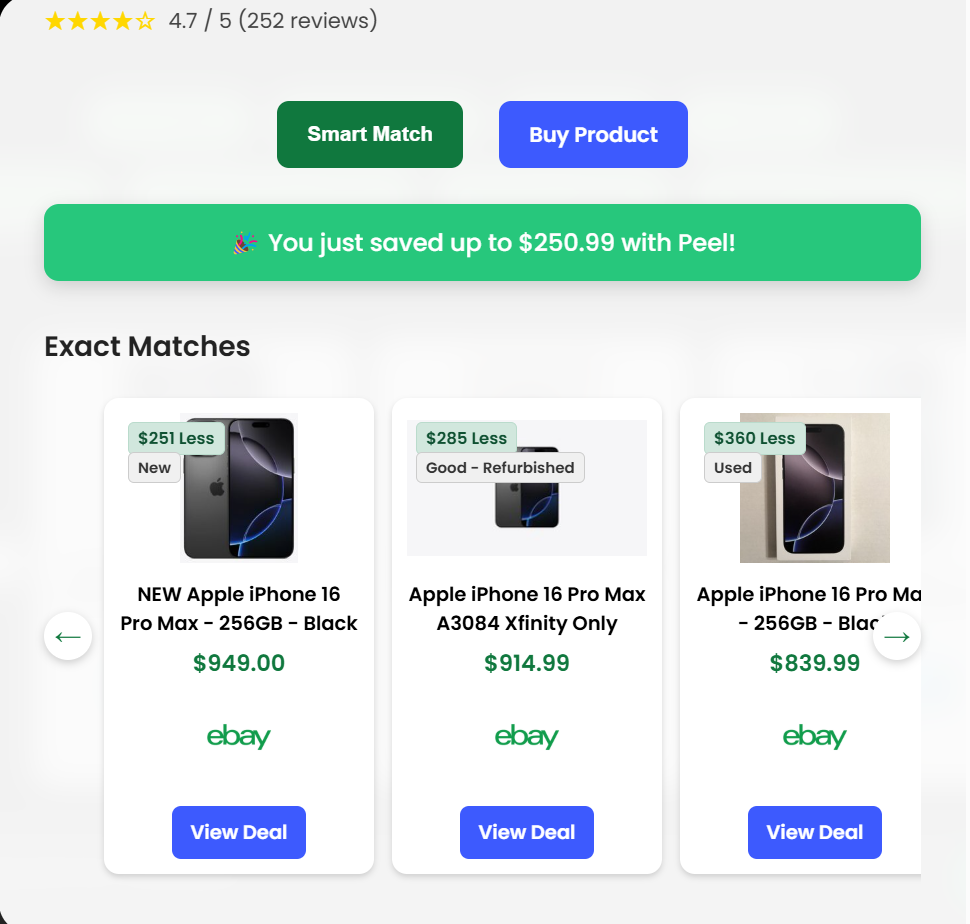 ★★★★☆ 4.7 / 5 (252 reviews)
Smart Match
Buy Product
🎉 You just saved up to $250.99 with Peel!
Exact Matches
$251 Less
New
NEW Apple iPhone 16
Pro Max - 256GB - Black
$949.00
ebay
View Deal
$285 Less
Good - Refurbished
Apple iPhone 16 Pro Max
A3084 Xfinity Only
$914.99
ebay
View Deal
$360 Less
Used
Apple iPhone 16 Pro Ma
- 256GB - Blac
$839.99
ebay
View Deal
←
→